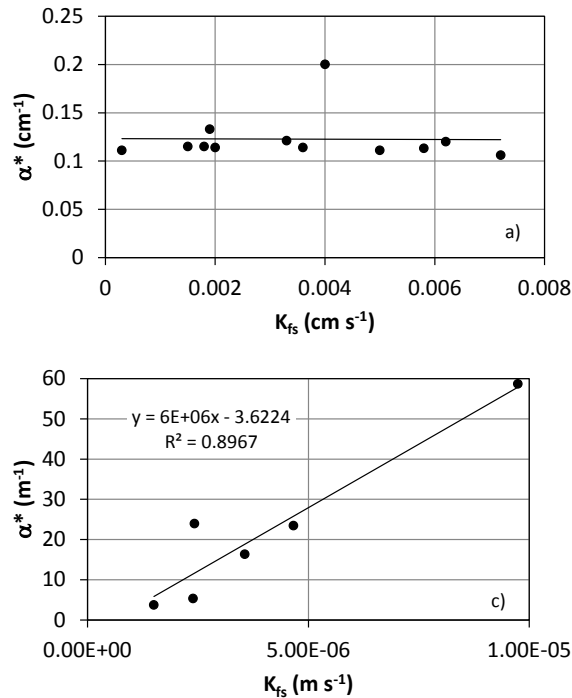 0.25
0.2
0.15
0.1
0.05
0
α* (cm⁻¹)
a)
0 0.002 0.004 0.006 0.008
K_fs (cm s⁻¹)
60
50
40
30
20
10
0
α* (m⁻¹)
y = 6E+06x - 3.6224
R² = 0.8967
c)
0.00E+00 5.00E-06 1.00E-05
K_fs (m s⁻¹)